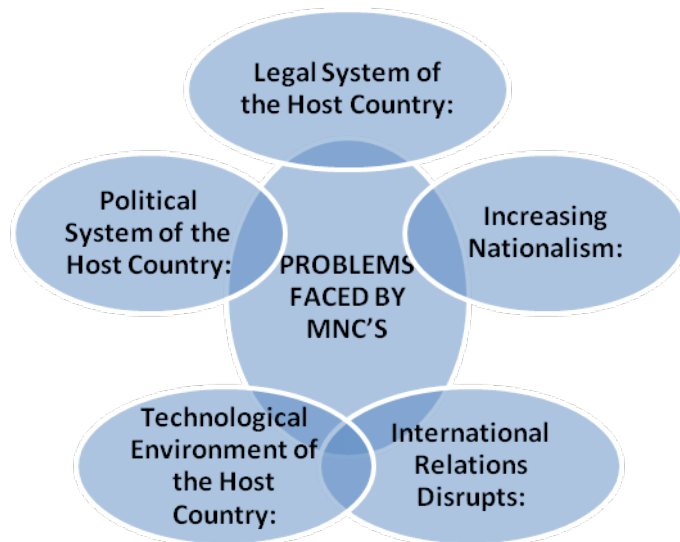 Legal System of
the Host Country:
Political
System of the
Host Country:
Increasing
Nationalism:
PROBLEMS
FACED BY
MNC'S
Technological
Environment of
the Host
Country:
International
Relations
Disrupts: